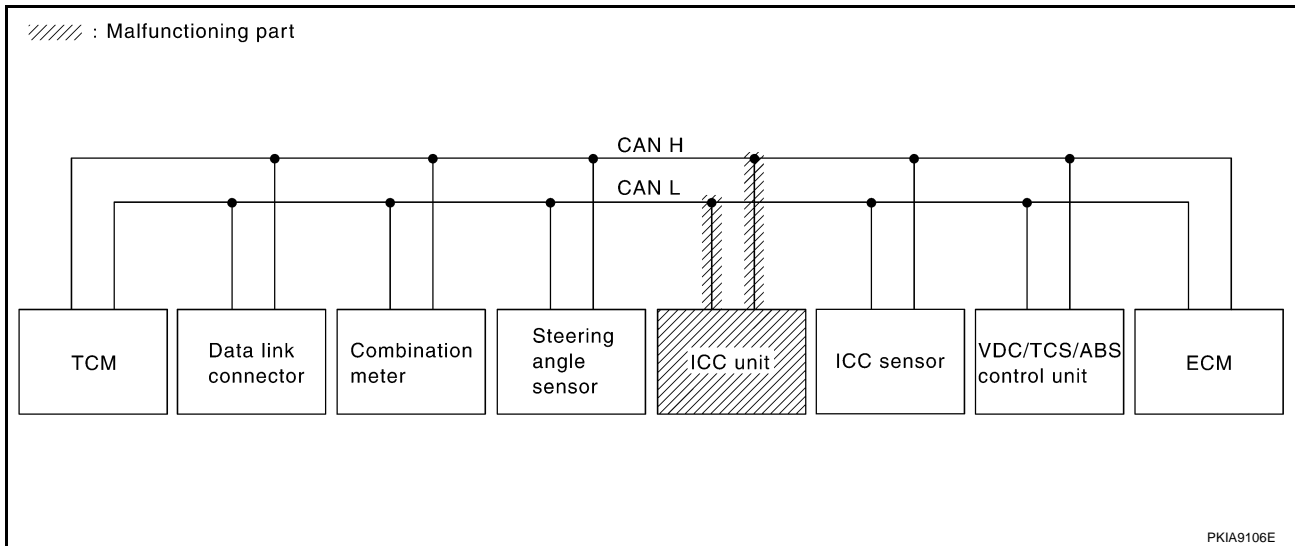 : Malfunctioning part
CAN H
CAN L
TCM
Data link
connector
Combination
meter
Steering
angle
sensor
ICC unit
ICC sensor
VDC/TCS/ABS
control unit
ECM
PKIA9106E